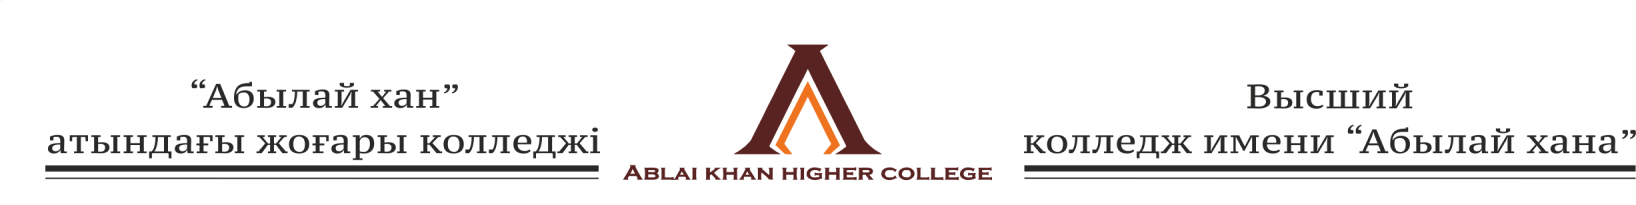 “Абылай хан”
атындағы жоғары колледжі
ABLAI KHAN HIGHER COLLEGE
Высший
колледж имени “Абылай хана”